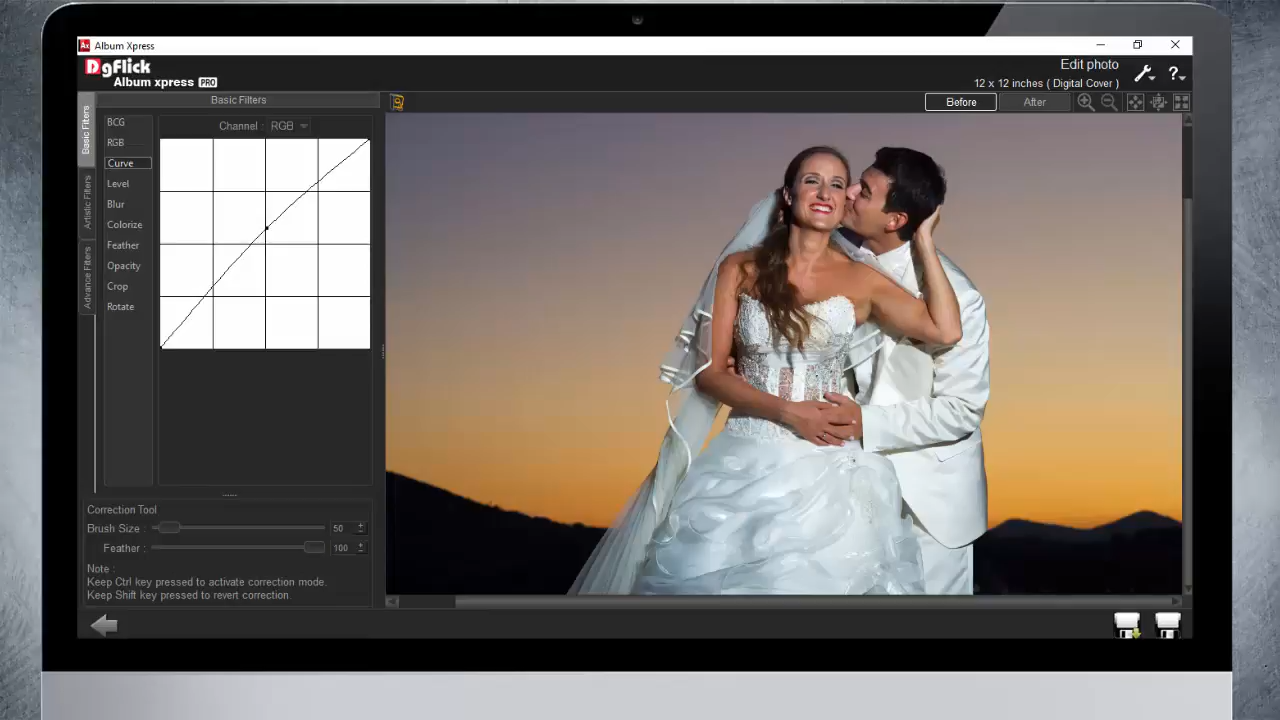 Album Xpress
DgFlick
Album xpress PRO
Edit photo
12 x 12 inches ( Digital Cover )
Basic Filters
Before
After
Basic Filters
Artistic Filters
Advance Filters
BCG
RGB
Curve
Level
Blur
Colorize
Feather
Opacity
Crop
Rotate
Channel : RGB
Correction Tool
Brush Size : 50
Feather : 100
Note :
Keep Ctrl key pressed to activate correction mode.
Keep Shift key pressed to revert correction.